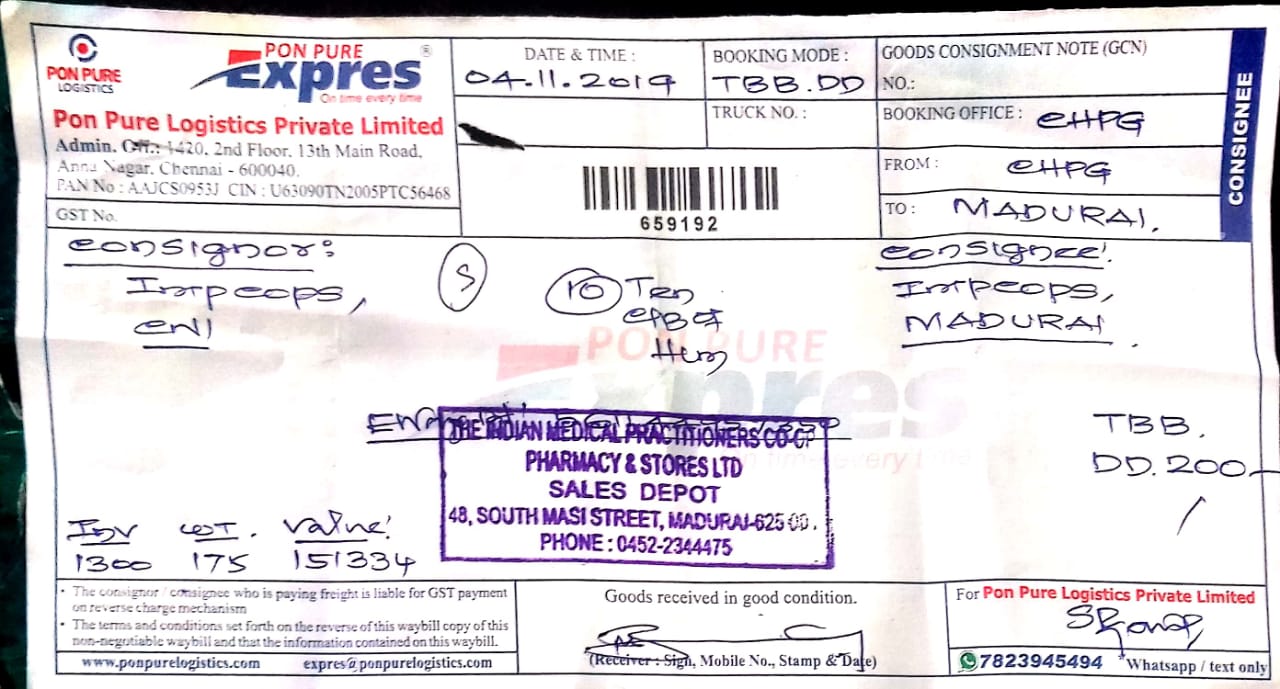 PON PURE
LOGISTICS
PON PURE
Expres
On time every time
Pon Pure Logistics Private Limited
Admin. Off.: 1420, 2nd Floor, 13th Main Road,
Anna Nagar, Chennai - 600040.
PAN No : AAJCS0953J CIN : U63090TN2005PTC56468
GST No.
DATE & TIME :
04.11.2019
BOOKING MODE :
TBB.DD
TRUCK NO. :
GOODS CONSIGNMENT NOTE (GCN)
NO.:
BOOKING OFFICE : CHPG
FROM : CHPG
TO : MADURAI.
CONSIGNEE
659192
Consignor:
Impcops,
CNI
S
10 Ten
Consignee:
Impcops,
MADURAI.
PON PURE
Expres
On time every time
THE INDIAN MEDICAL PRACTITIONERS CO-OP
PHARMACY & STORES LTD
SALES DEPOT
48, SOUTH MASI STREET, MADURAI-625
PHONE : 0452-2344475
TBB.
DD.200
Inv WT. Value:
1300 175 151334
• The consignor / consignee who is paying freight is liable for GST payment
on reverse charge mechanism
• The terms and conditions set forth on the reverse of this waybill copy of this
non-negotiable waybill and that the information contained on this waybill.
www.ponpurelogistics.com expres@ponpurelogistics.com
Goods received in good condition.
(Receiver : Sign, Mobile No., Stamp & Date)
For Pon Pure Logistics Private Limited
7823945494 *Whatsapp / text only